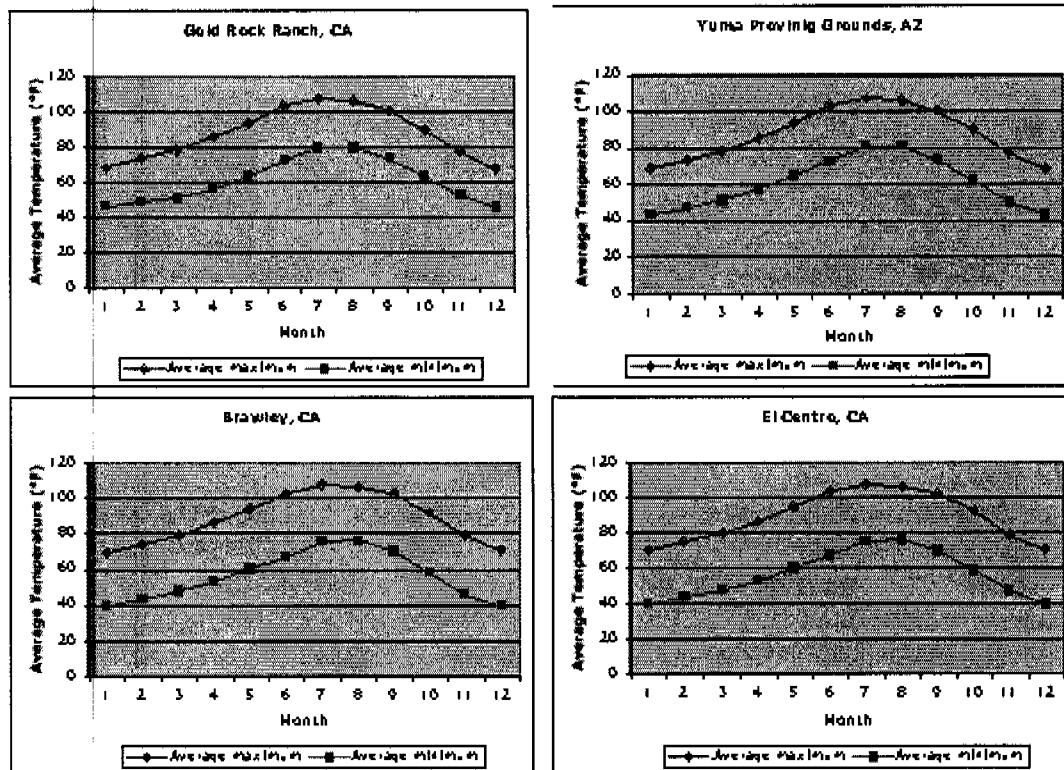 Gold Rock Ranch, CA
Average Temperature (°F)
120
100
80
60
40
20
0
1 2 3 4 5 6 7 8 9 10 11 12
Month
Average maximum Average minimum
Yuma Provinig Grounds, AZ
Average Temperature (°F)
120
100
80
60
40
20
0
1 2 3 4 5 6 7 8 9 10 11 12
Month
Average maximum Average minimum
Brawley, CA
Average Temperature (°F)
120
100
80
60
40
20
0
1 2 3 4 5 6 7 8 9 10 11 12
Month
Average maximum Average minimum
El Centro, CA
Average Temperature (°F)
120
100
80
60
40
20
0
1 2 3 4 5 6 7 8 9 10 11 12
Month
Average maximum Average minimum